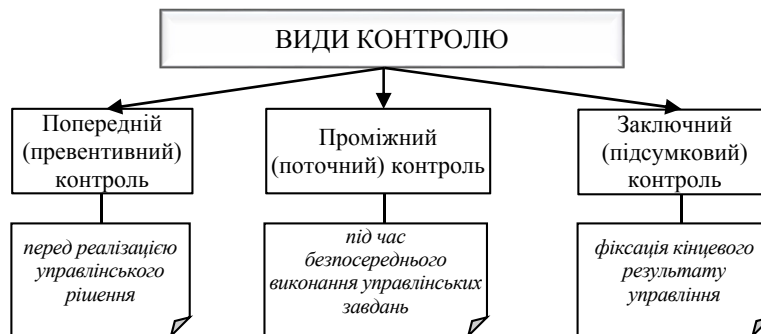 ВИДИ КОНТРОЛЮ
Попередній
(превентивний)
контроль
Проміжний
(поточний) контроль
Заключний
(підсумковий)
контроль
перед реалізацією
управлінського
рішення
під час
безпосереднього
виконання управлінських
завдань
фіксація кінцевого
результату
управління